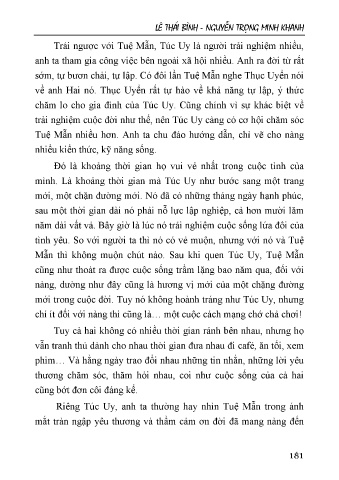 LÊ THÁI BÌNH - NGUYỄN TRỌNG MINH KHANH
Trái ngược với Tuệ Mẫn, Túc Uy là người trải nghiệm nhiều,
anh ta tham gia công việc bên ngoài xã hội nhiều. Anh ra đời từ rất
sớm, tự bươn chải, tự lập. Có đôi lần Tuệ Mẫn nghe Thục Uyển nói
về anh Hai nó. Thục Uyển rất tự hào về khả năng tự lập, ý thức
chăm lo cho gia đình của Túc Uy. Cũng chính vì sự khác biệt về
trải nghiệm cuộc đời như thế, nên Túc Uy càng có cơ hội chăm sóc
Tuệ Mẫn nhiều hơn. Anh ta chu đáo hướng dẫn, chỉ vẽ cho nàng
nhiều kiến thức, kỹ năng sống.
Đó là khoảng thời gian họ vui vẻ nhất trong cuộc tình của
mình. Là khoảng thời gian mà Túc Uy như bước sang một trang
mới, một chặn đường mới. Nó đã có những tháng ngày hạnh phúc,
sau một thời gian dài nó phải nỗ lực lập nghiệp, cả hơn mười lăm
năm dài vất vả. Bây giờ là lúc nó trải nghiệm cuộc sống lứa đôi của
tình yêu. So với người ta thì nó có vẻ muộn, nhưng với nó và Tuệ
Mẫn thì không muộn chút nào. Sau khi quen Túc Uy, Tuệ Mẫn
cũng như thoát ra được cuộc sống trầm lặng bao năm qua, đối với
nàng, dường như đây cũng là hương vị mới của một chặng đường
mới trong cuộc đời. Tuy nó không hoành tráng như Túc Uy, nhưng
chí ít đối với nàng thì cũng là… một cuộc cách mạng chớ chả chơi!
Tuy cả hai không có nhiều thời gian rảnh bên nhau, nhưng họ
vẫn tranh thủ dành cho nhau thời gian đưa nhau đi café, ăn tối, xem
phim… Và hằng ngày trao đổi nhau những tin nhắn, những lời yêu
thương chăm sóc, thăm hỏi nhau, coi như cuộc sống của cả hai
cũng bớt đơn côi đáng kể.
Riêng Túc Uy, anh ta thường hay nhìn Tuệ Mẫn trong ánh
mắt tràn ngập yêu thương và thầm cảm ơn đời đã mang nàng đến
181